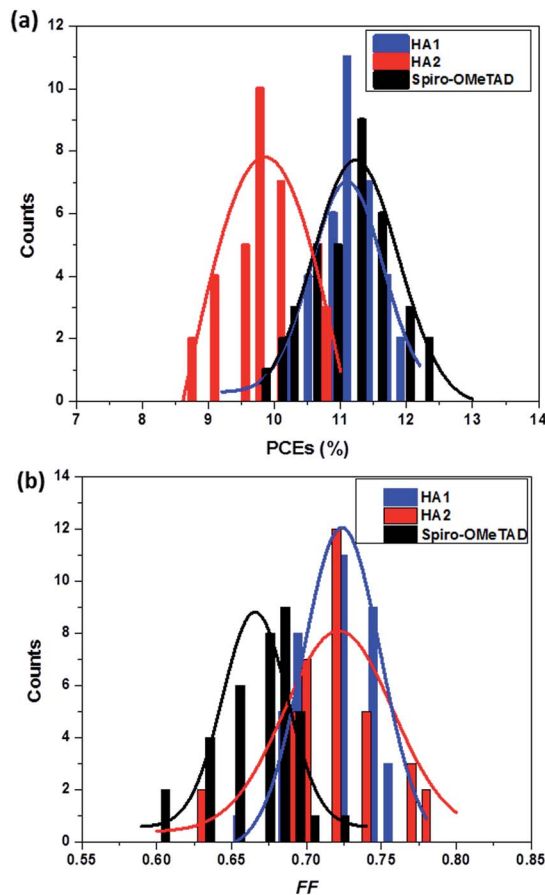 (a)
12
10
8
6
4
2
0
Counts
HA1
HA2
Spiro-OMeTAD
7 8 9 10 11 12 13 14
PCEs (%)
(b)
14
12
10
8
6
4
2
0
Counts
HA1
HA2
Spiro-OMeTAD
0.55 0.60 0.65 0.70 0.75 0.80 0.85
FF